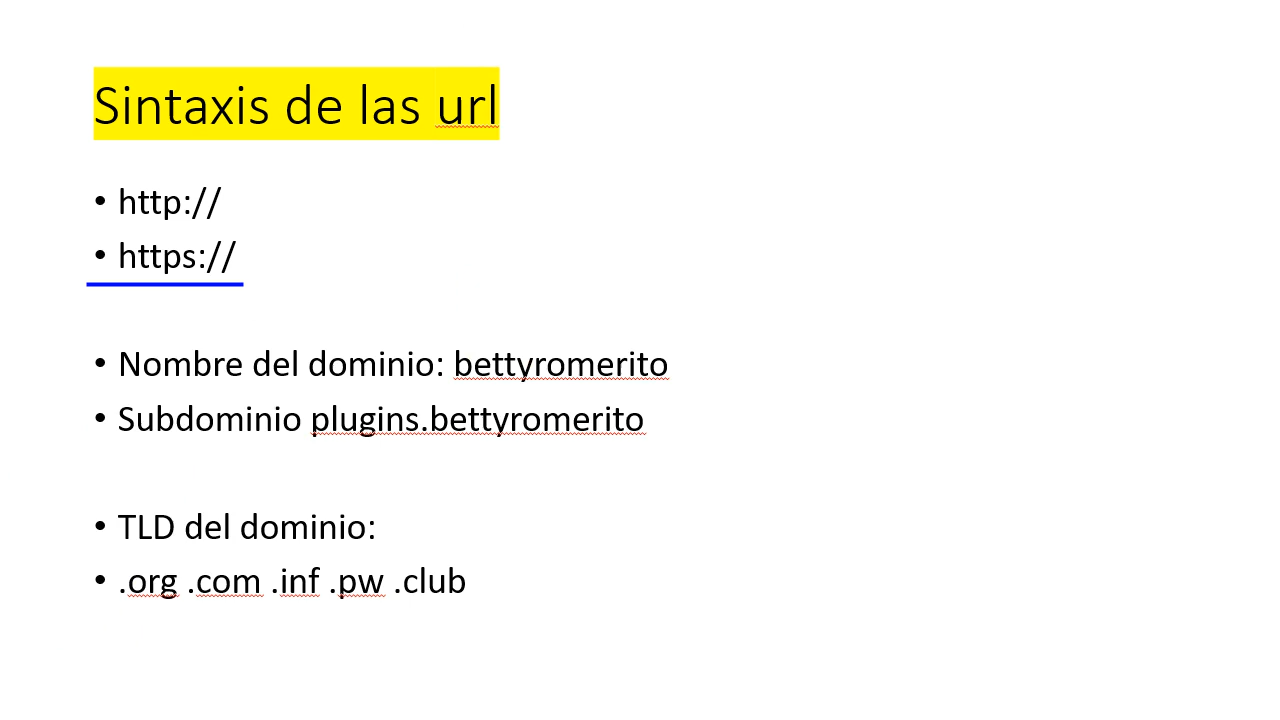 Sintaxis de las url
• http://
• https://
• Nombre del dominio: bettyromerito
• Subdominio plugins.bettyromerito
• TLD del dominio:
• .org .com .inf .pw .club